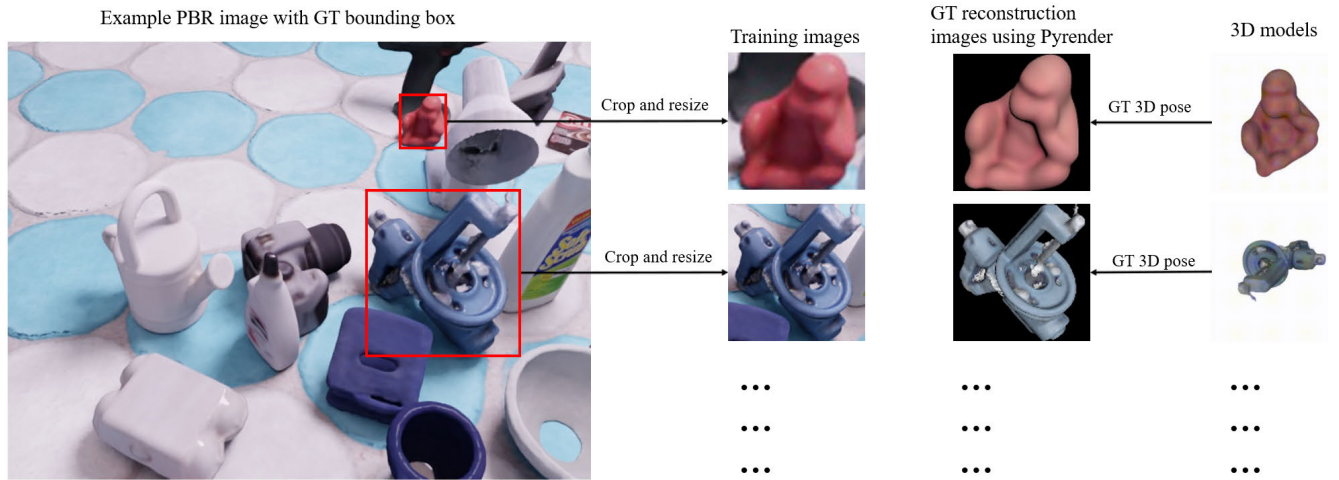 Example PBR image with GT bounding box
Training images
GT reconstruction
images using Pyrender
3D models
Crop and resize
GT 3D pose
Crop and resize
GT 3D pose